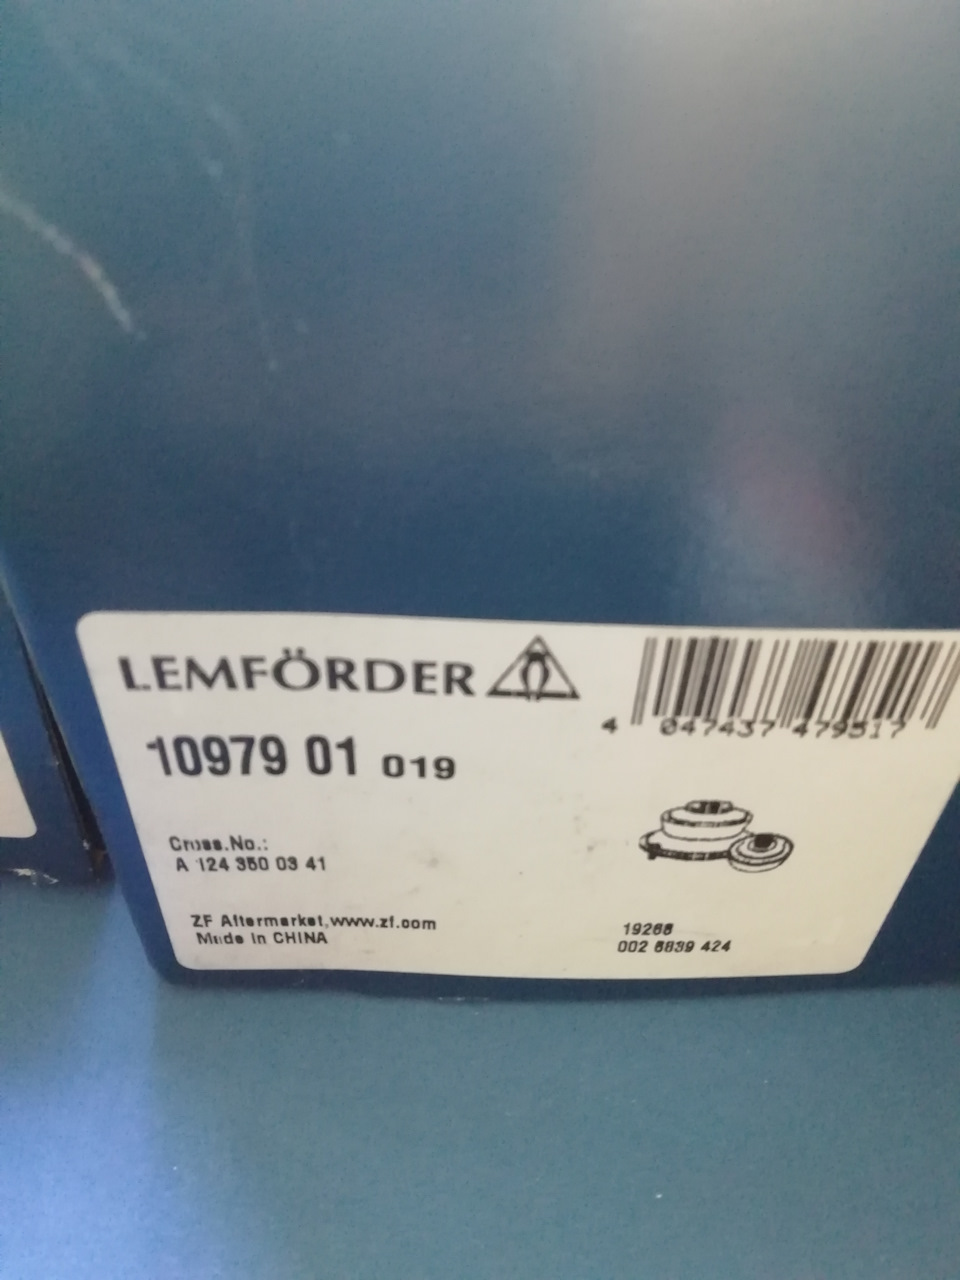 LEMFÖRDER
4 047437 479517
10979 01 019
Cross.No.:
A 124 350 03 41
ZF Aftermarket, www.zf.com
Made in CHINA
19268
002 6839 424